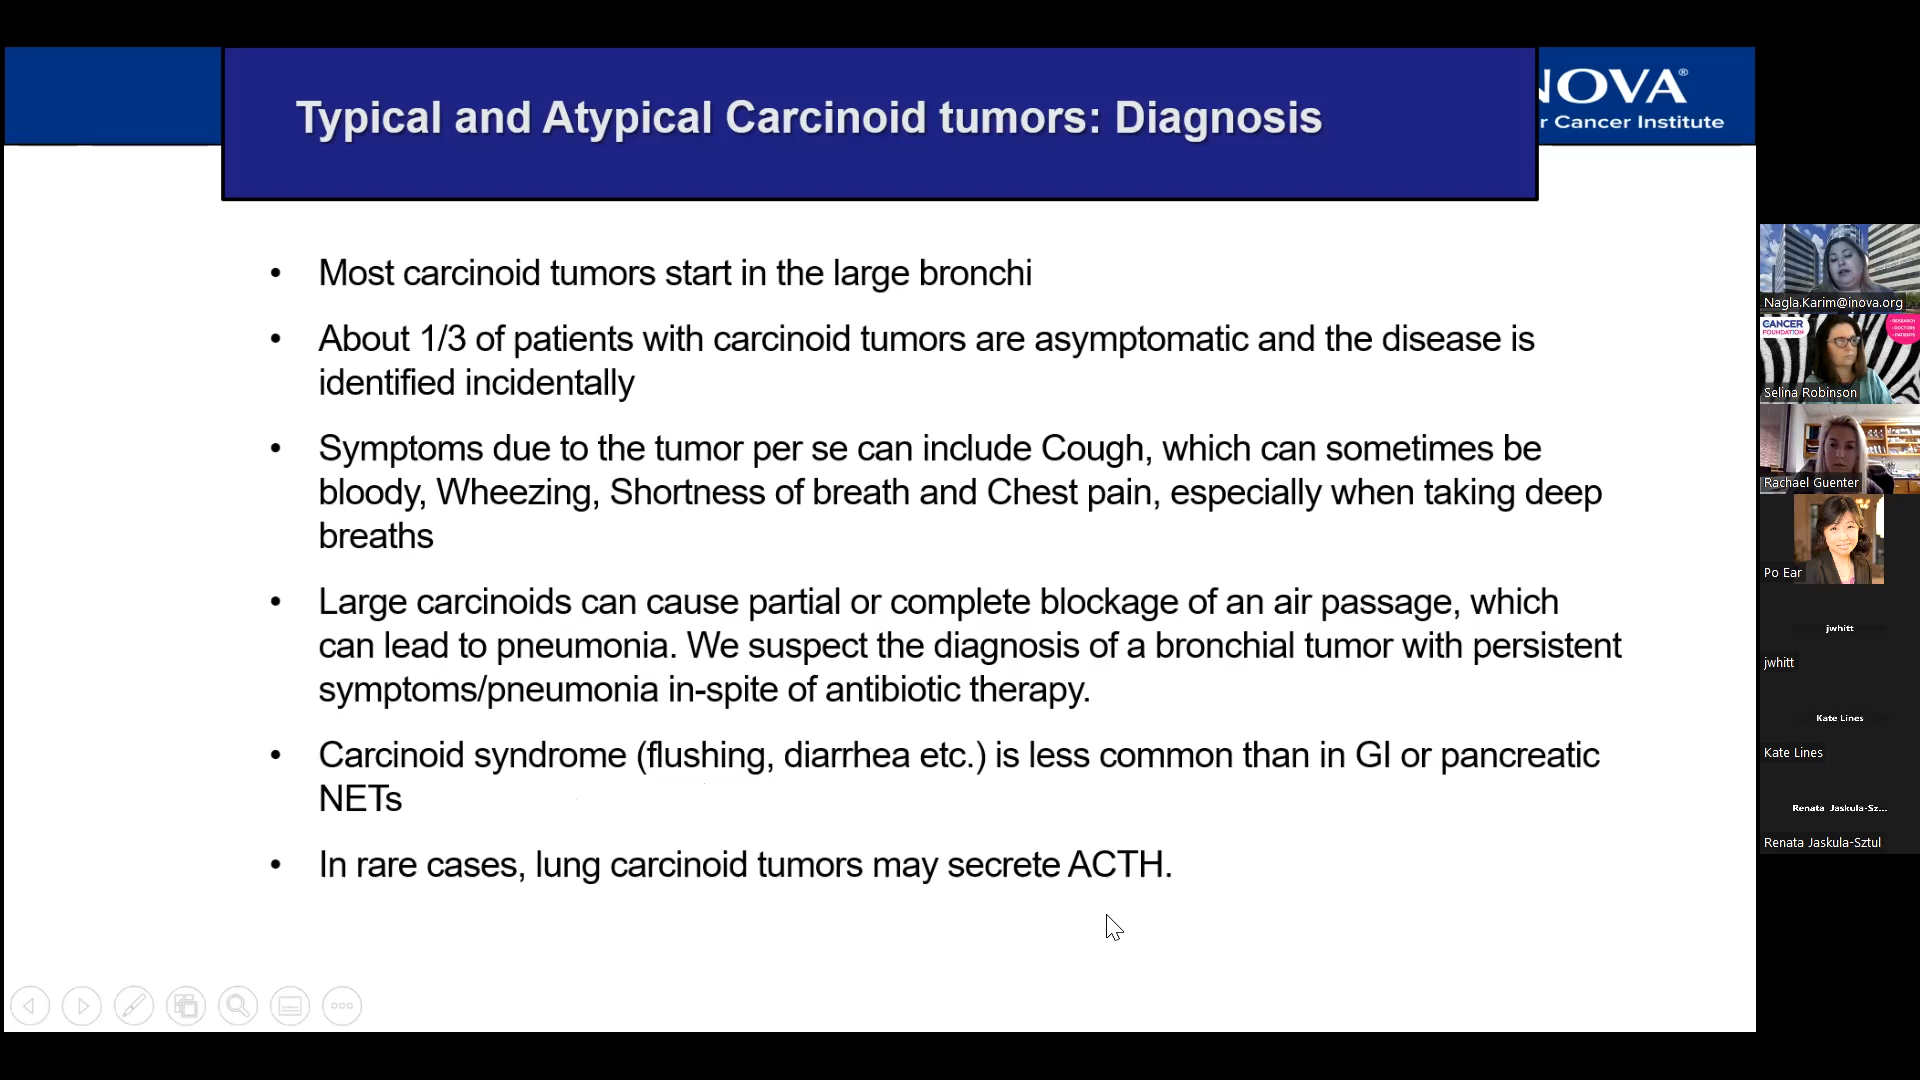 Typical and Atypical Carcinoid tumors: Diagnosis
NOVA®
r Cancer Institute
• Most carcinoid tumors start in the large bronchi
• About 1/3 of patients with carcinoid tumors are asymptomatic and the disease is
identified incidentally
• Symptoms due to the tumor per se can include Cough, which can sometimes be
bloody, Wheezing, Shortness of breath and Chest pain, especially when taking deep
breaths
• Large carcinoids can cause partial or complete blockage of an air passage, which
can lead to pneumonia. We suspect the diagnosis of a bronchial tumor with persistent
symptoms/pneumonia in-spite of antibiotic therapy.
• Carcinoid syndrome (flushing, diarrhea etc.) is less common than in GI or pancreatic
NETs
• In rare cases, lung carcinoid tumors may secrete ACTH.
Nagla.Karim@inova.org
CANCER
FOUNDATION
• RESEARCH
• DOCTORS
• PATIENTS
Selina Robinson
Rachael Guenter
Po Ear
jwhitt
jwhitt
Kate Lines
Kate Lines
Renata Jaskula-Sz...
Renata Jaskula-Sztul